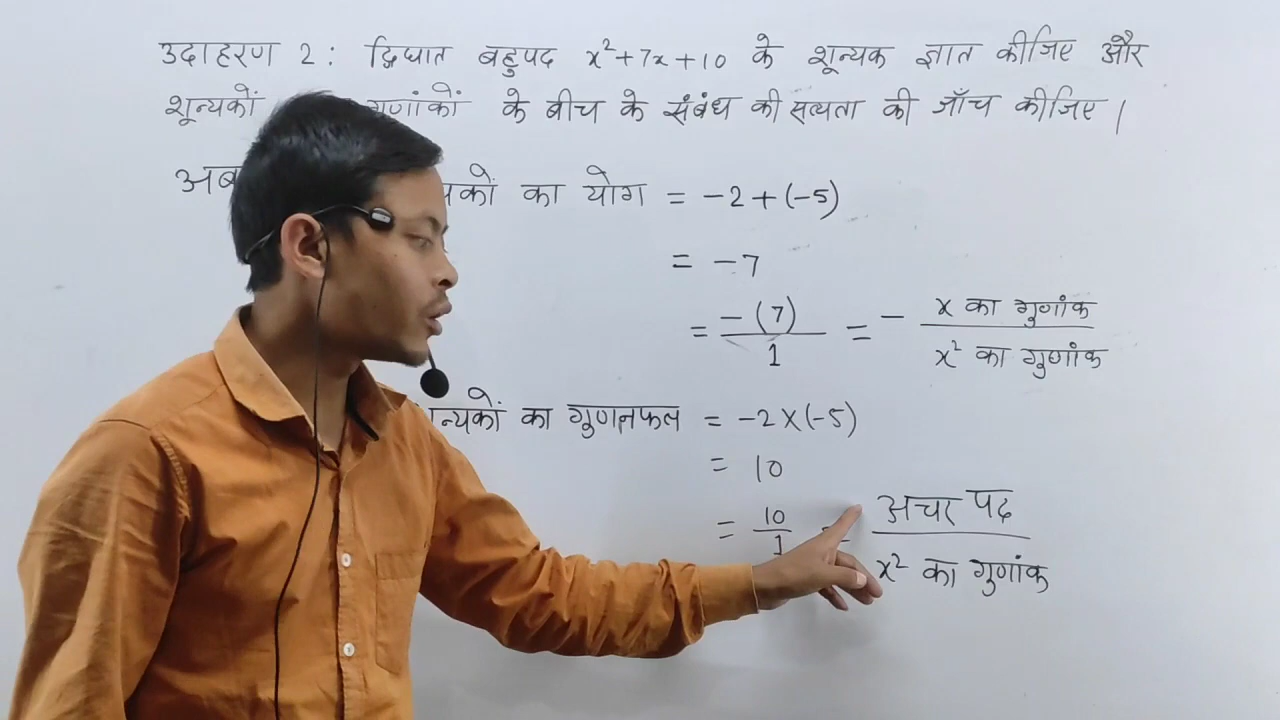 उदाहरण 2: द्विघात बहुपद x²+7x+10 के शून्यक ज्ञात कीजिए और
शून्यकों गुणांकों के बीच के संबंध की सत्यता की जाँच कीजिए।
अब का योग = -2+(-5)
= -7
= -(7)/1 = - x का गुणांक/x² का गुणांक
का गुणनफल = -2×(-5)
= 10
= 10/1 = अचर पद/x² का गुणांक